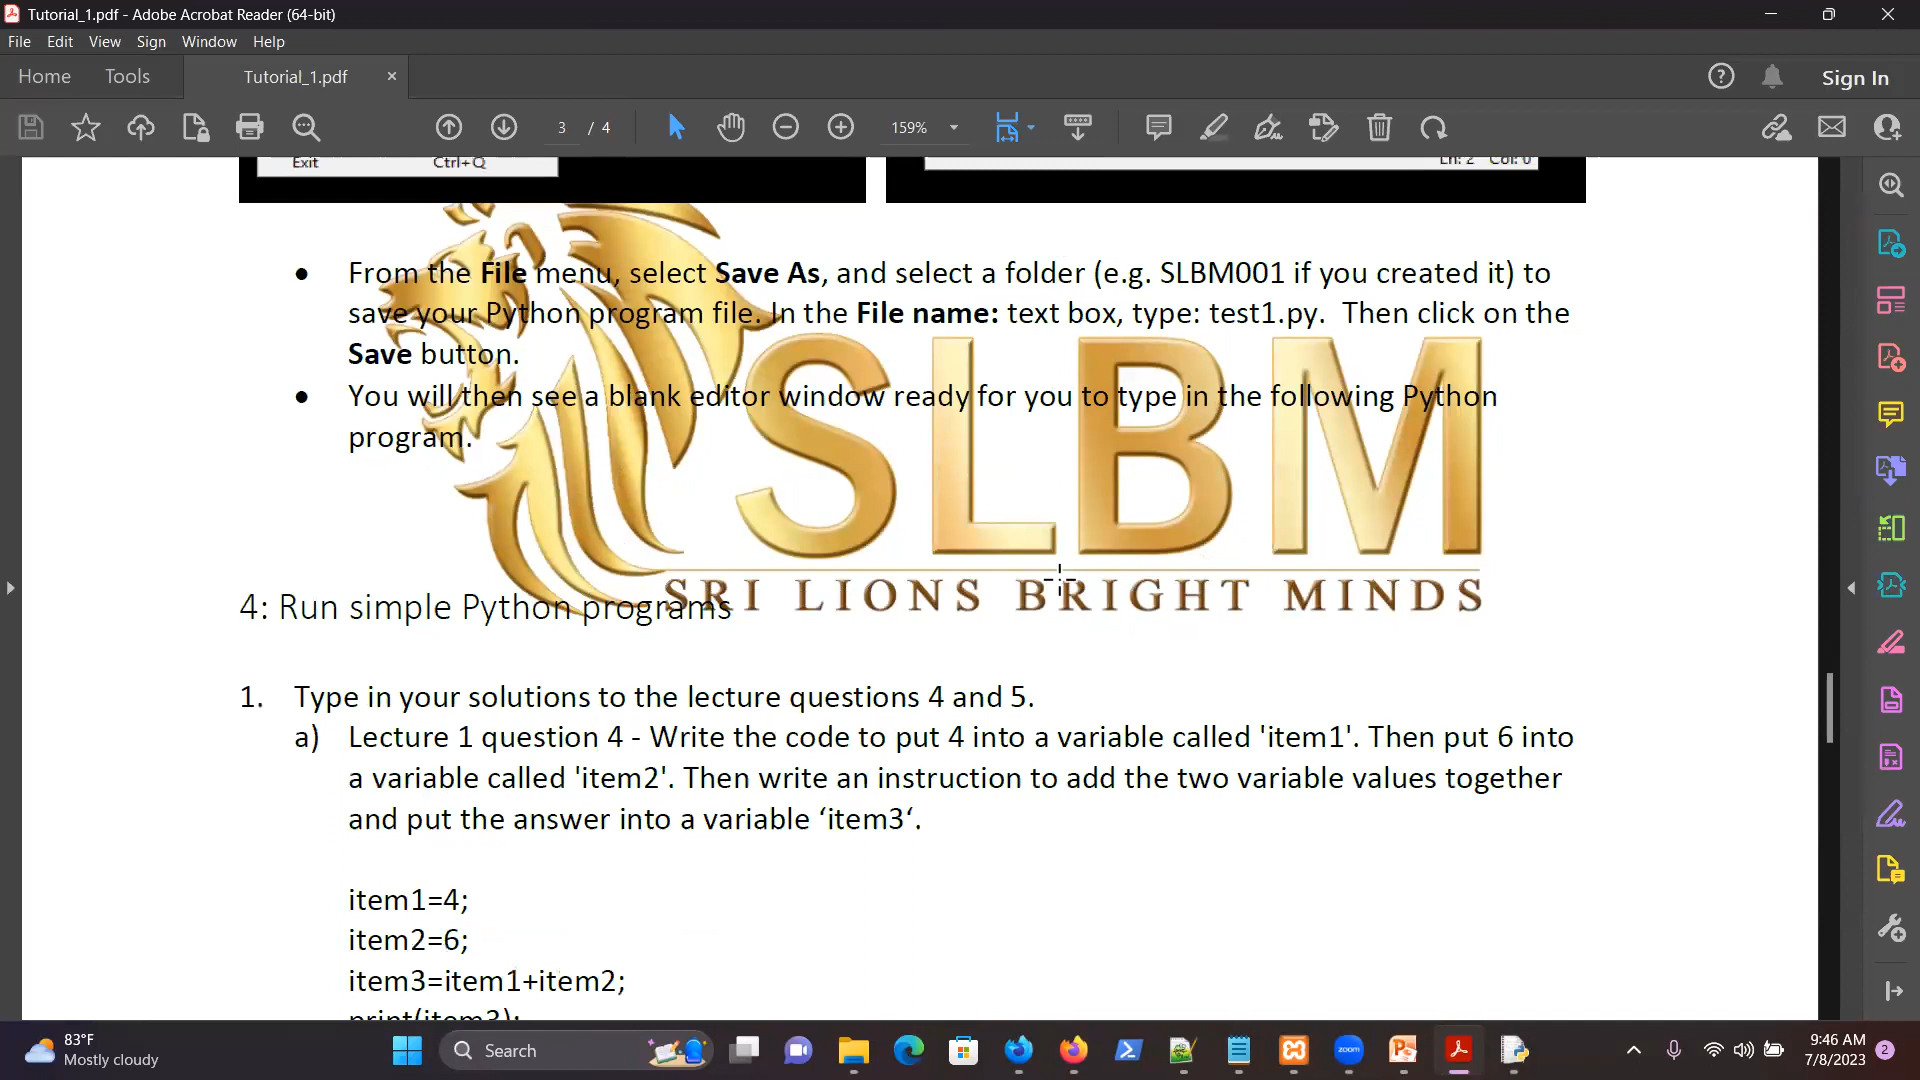 Tutorial_1.pdf - Adobe Acrobat Reader (64-bit)
File Edit View Sign Window Help
Home Tools Tutorial_1.pdf × Sign In
3 / 4 159%
Exit Ctrl+Q
Ln: 2 Col: 0
• From the File menu, select Save As, and select a folder (e.g. SLBM001 if you created it) to
save your Python program file. In the File name: text box, type: test1.py. Then click on the
Save button.
• You will then see a blank editor window ready for you to type in the following Python
program.
SLBM
SRI LIONS BRIGHT MINDS
4: Run simple Python programs
1. Type in your solutions to the lecture questions 4 and 5.
a) Lecture 1 question 4 - Write the code to put 4 into a variable called 'item1'. Then put 6 into
a variable called 'item2'. Then write an instruction to add the two variable values together
and put the answer into a variable ‘item3‘.
item1=4;
item2=6;
item3=item1+item2;
print(item3);
83°F
Mostly cloudy
Search
zoom
9:46 AM
7/8/2023
2